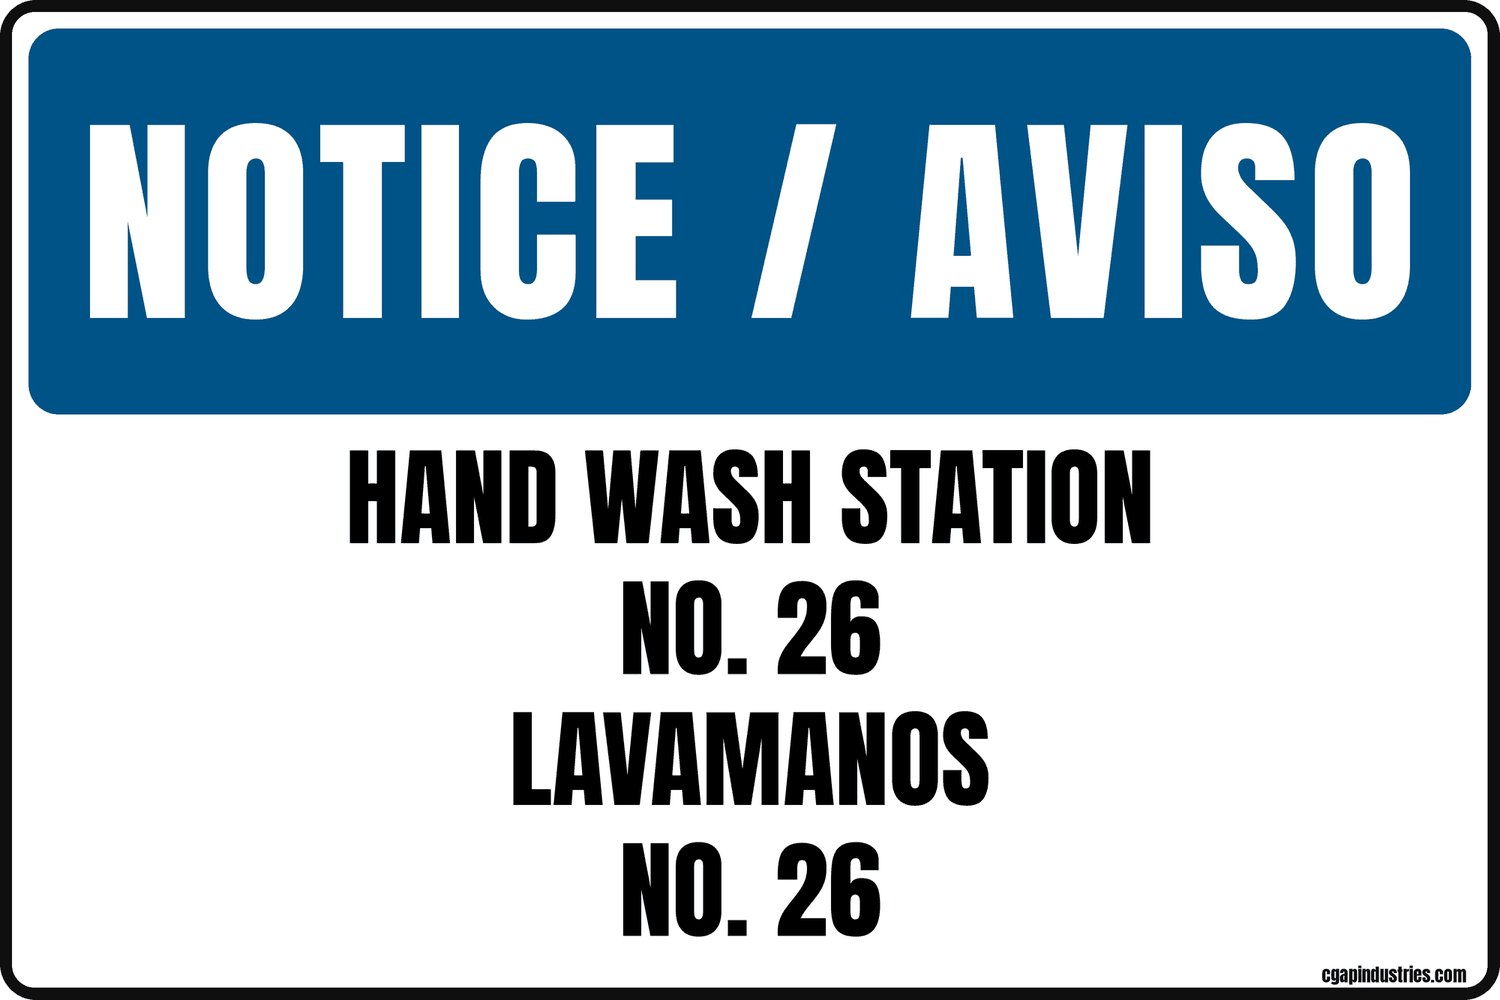 NOTICE / AVISO
HAND WASH STATION
NO. 26
LAVAMANOS
NO. 26
cgapindustries.com